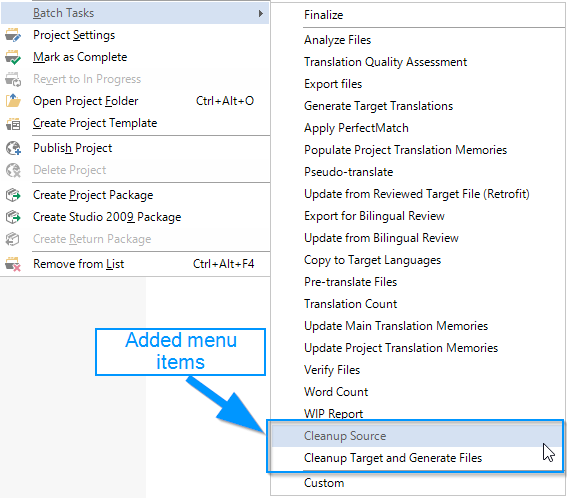 Batch Tasks
Project Settings
Mark as Complete
Revert to In Progress
Open Project Folder Ctrl+Alt+O
Create Project Template
Publish Project
Delete Project
Create Project Package
Create Studio 2009 Package
Create Return Package
Remove from List Ctrl+Alt+F4
Finalize
Analyze Files
Translation Quality Assessment
Export files
Generate Target Translations
Apply PerfectMatch
Populate Project Translation Memories
Pseudo-translate
Update from Reviewed Target File (Retrofit)
Export for Bilingual Review
Update from Bilingual Review
Copy to Target Languages
Pre-translate Files
Translation Count
Update Main Translation Memories
Update Project Translation Memories
Verify Files
Word Count
WIP Report
Cleanup Source
Cleanup Target and Generate Files
Custom
Added menu
items